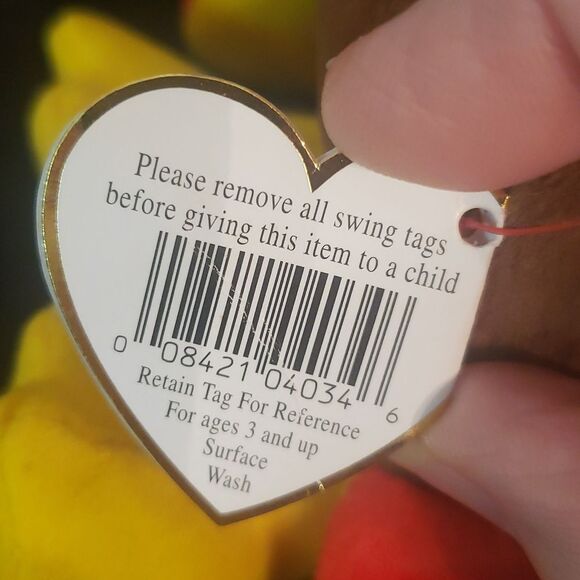 Please remove all swing tags
before giving this item to a child
0 08421 04034 6
Retain Tag For Reference
For ages 3 and up
Surface
Wash